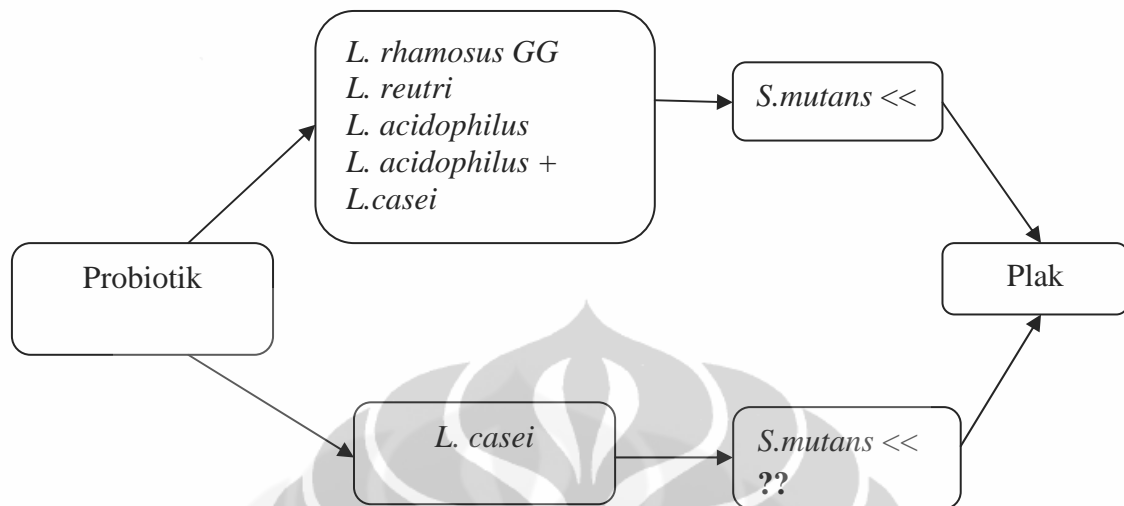 L. rhamosus GG
L. reutri
L. acidophilus
L. acidophilus +
L.casei
S.mutans <<
Probiotik
Plak
L. casei
S.mutans <<
??